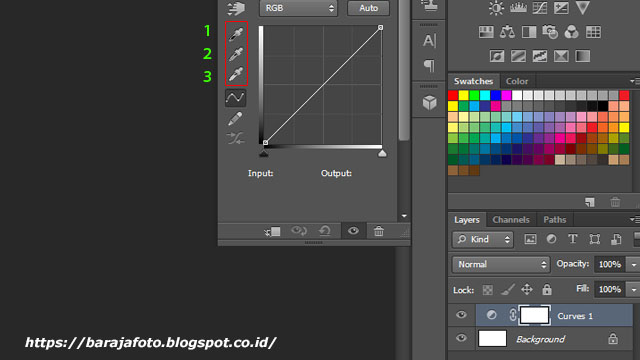 RGB
Auto
1
2
3
Input:
Output:
Swatches
Color
Layers
Channels
Paths
Kind
Normal
Opacity:
100%
Lock:
Fill:
100%
Curves 1
Background
https://barajafoto.blogspot.co.id/